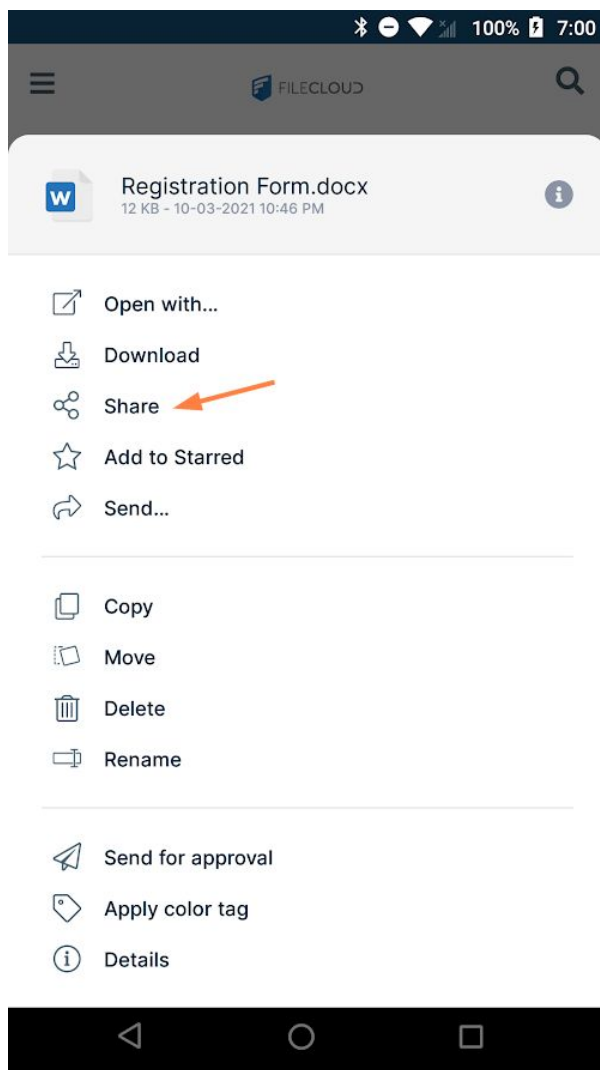 100% 7:00
FILECLOUD
W
Registration Form.docx
12 KB - 10-03-2021 10:46 PM
Open with...
Download
Share
Add to Starred
Send...
Copy
Move
Delete
Rename
Send for approval
Apply color tag
Details